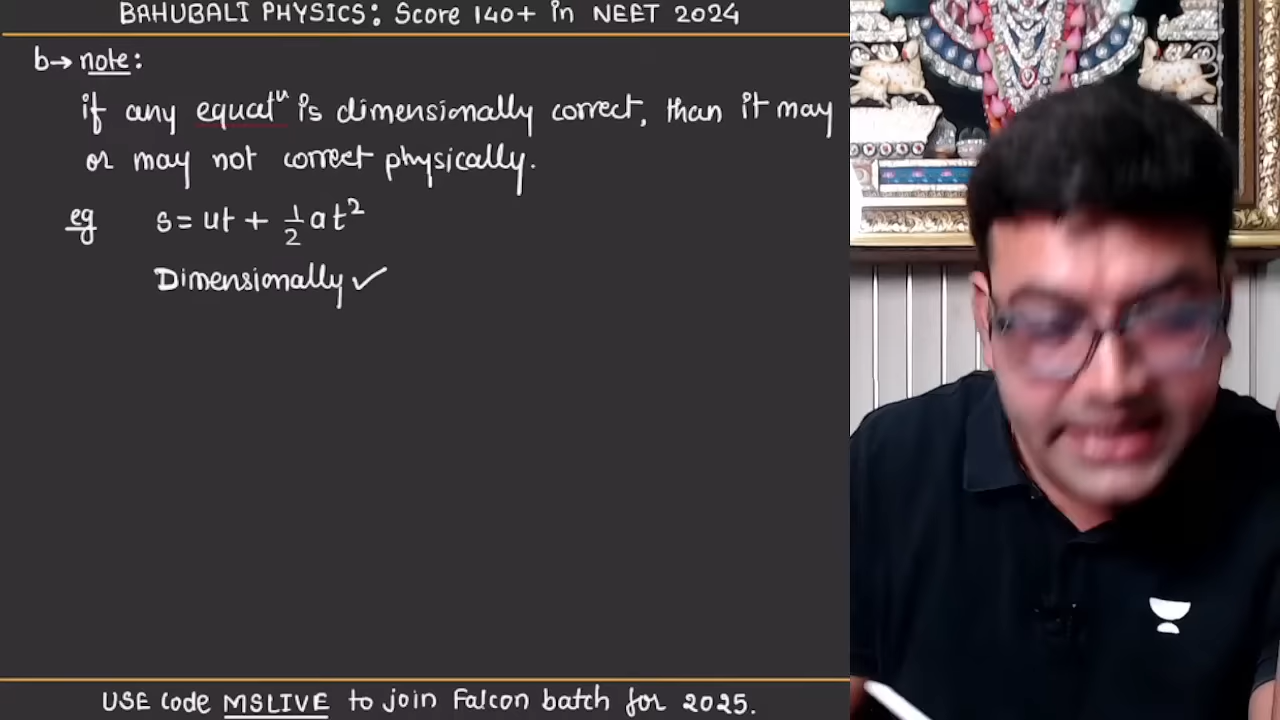 BAHUBALI PHYSICS: Score 140+ in NEET 2024
b→ note:
if any equatⁿ is dimensionally correct, than it may
or may not correct physically.
eg s = ut + 1/2 at²
Dimensionally ✓
USE Code MSLIVE to join Falcon batch for 2025.